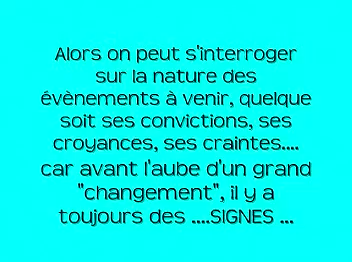 Alors on peut s'interroger
sur la nature des
évènements à venir, quelque
soit ses convictions, ses
croyances, ses craintes....
car avant l'aube d'un grand
"changement", il y a
toujours des ....SIGNES ...